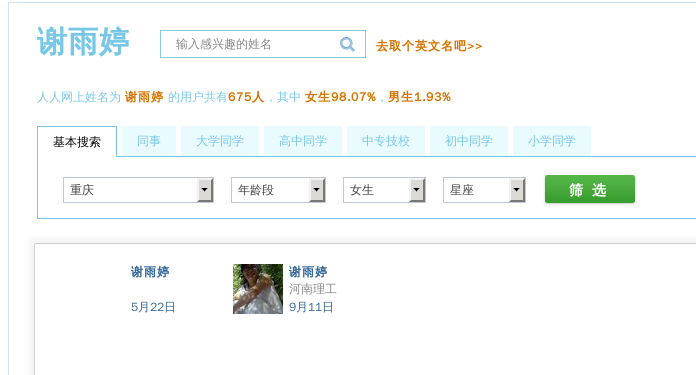 谢雨婷
输入感兴趣的姓名
去取个英文名吧>>
人人网上姓名为 谢雨婷 的用户共有675人，其中 女生98.07%，男生1.93%
基本搜索 同事 大学同学 高中同学 中专技校 初中同学 小学同学
重庆 年龄段 女生 星座 筛 选
谢雨婷 谢雨婷
河南理工
5月22日 9月11日